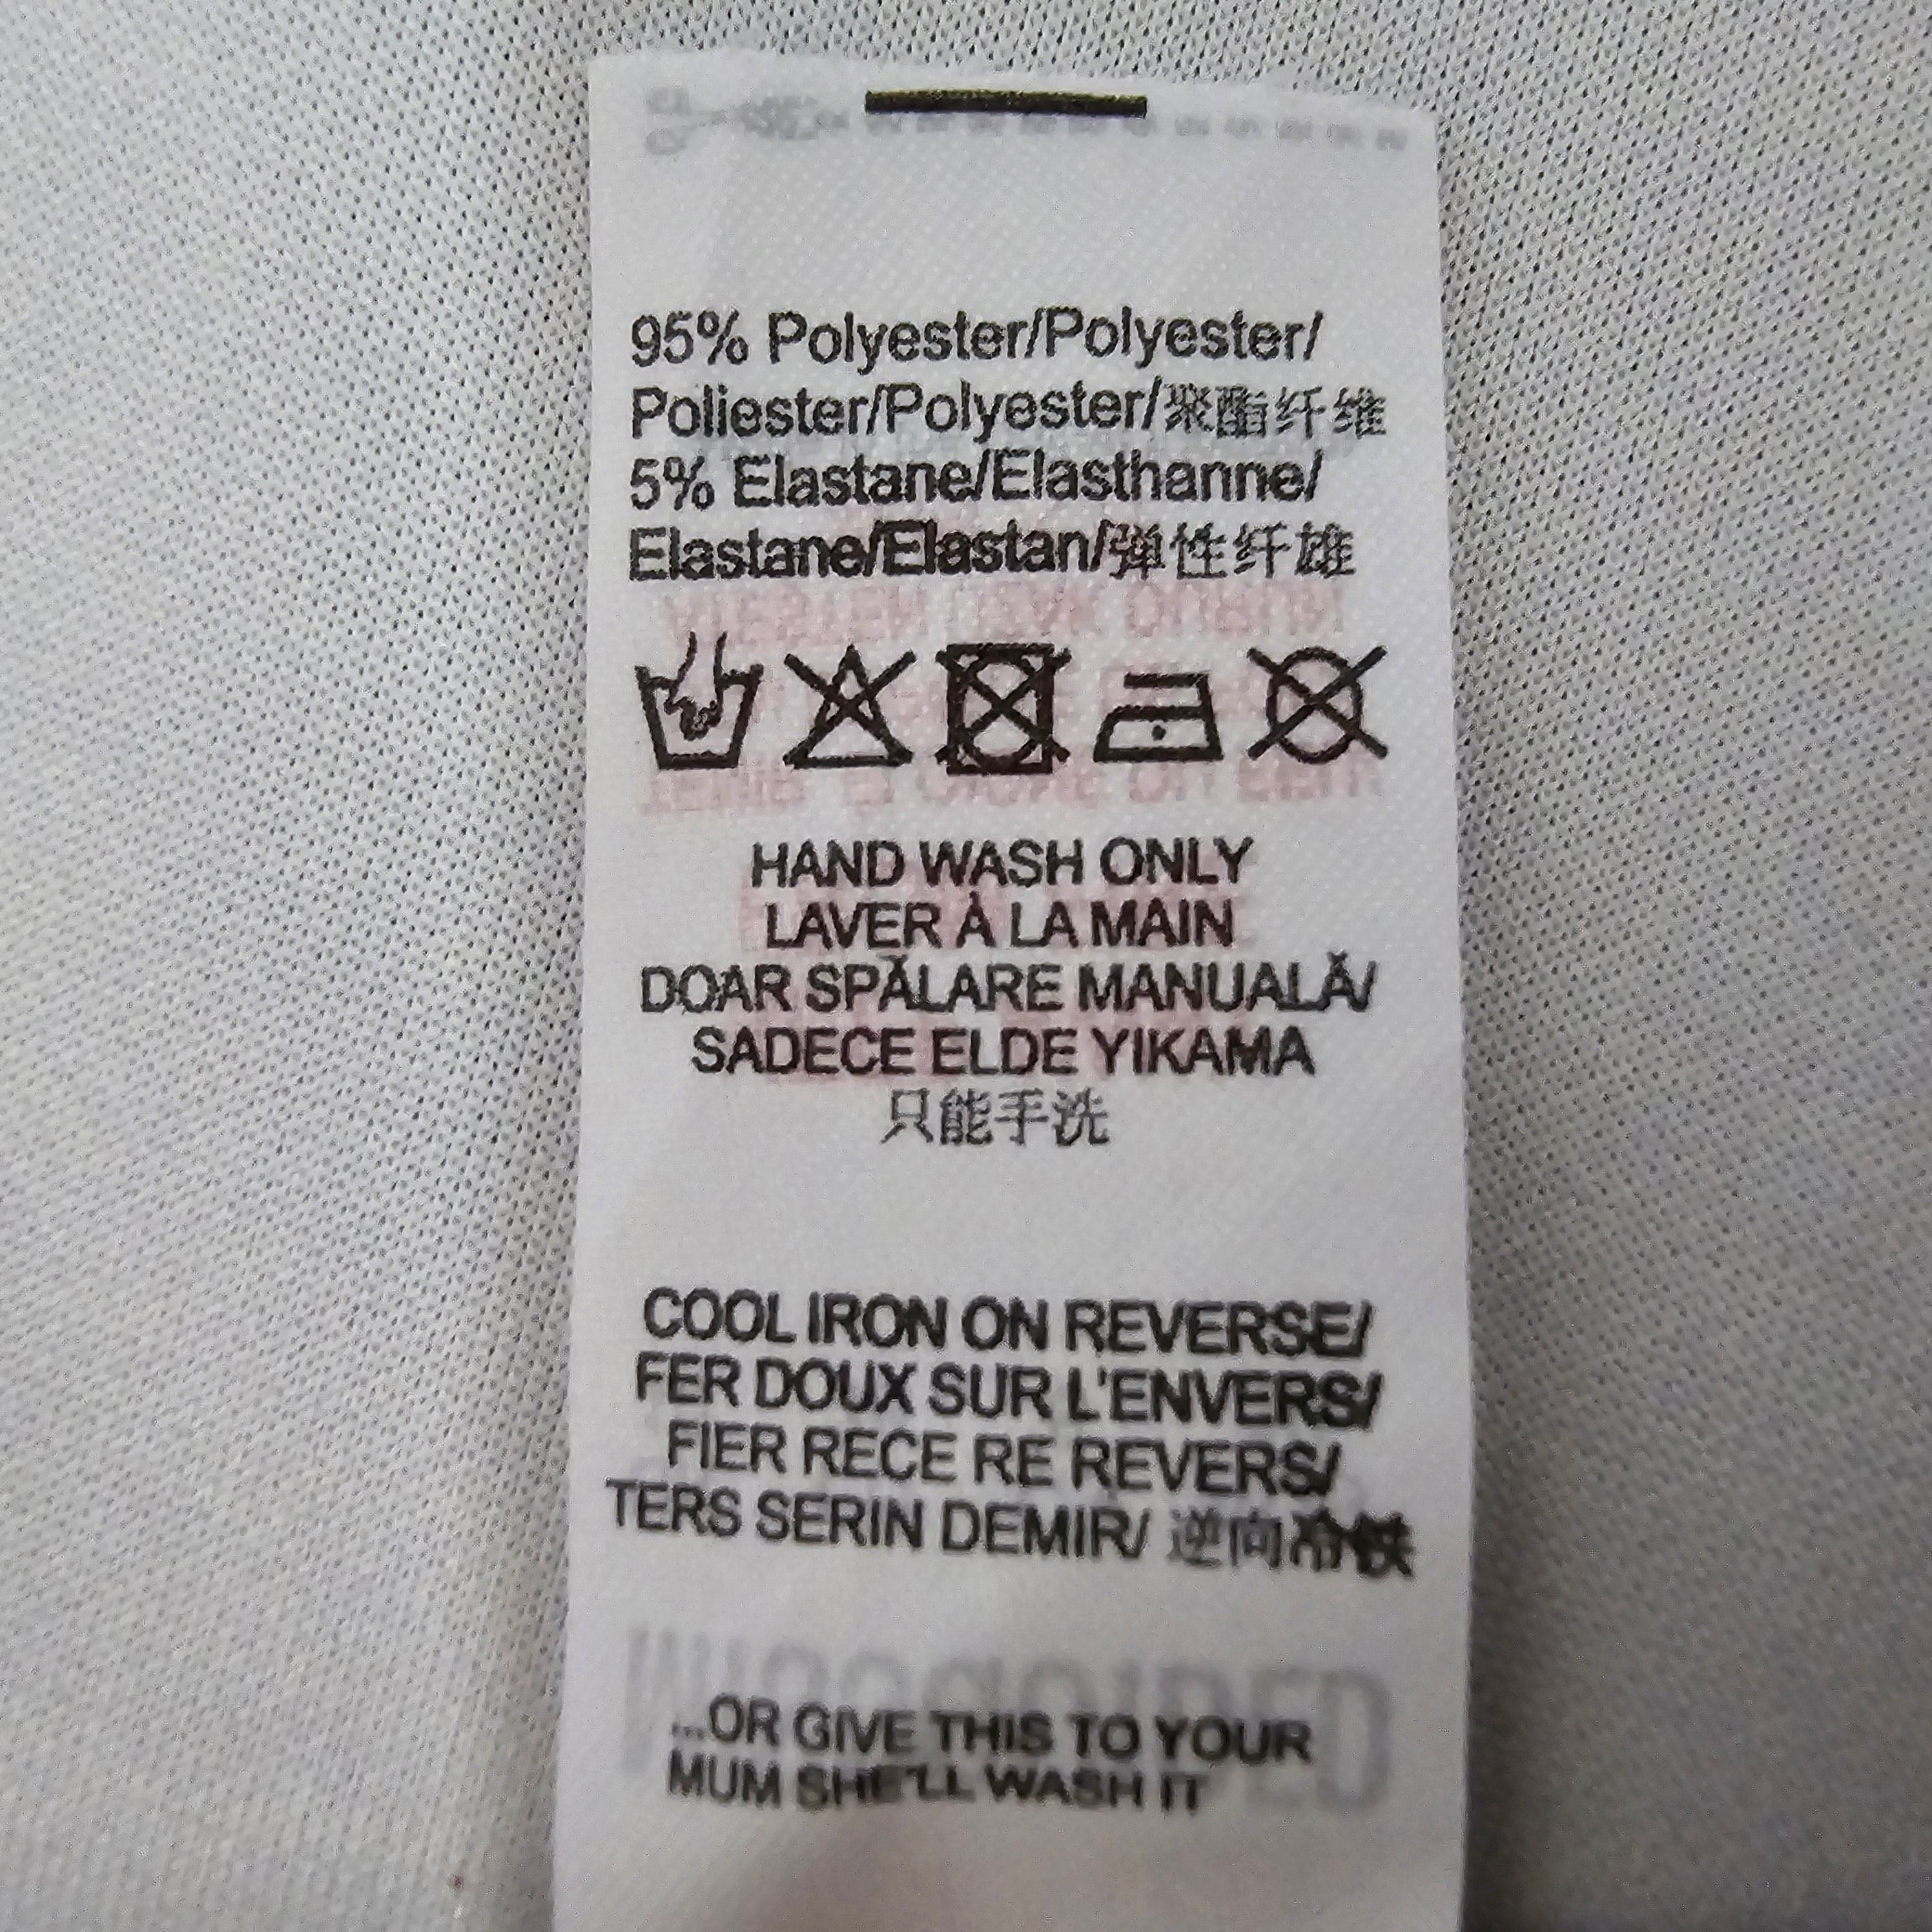 95% Polyester/Polyester/
Poliester/Polyester/聚酯纤维
5% Elastane/Elasthanne/
Elastane/Elastan/弹性纤雄
HAND WASH ONLY
LAVER À LA MAIN
DOAR SPĂLARE MANUALĂ/
SADECE ELDE YIKAMA
只能手洗
COOL IRON ON REVERSE/
FER DOUX SUR L'ENVERS/
FIER RECE RE REVERS/
TERS SERIN DEMIR/ 逆向冷铁
...OR GIVE THIS TO YOUR
MUM SHE'LL WASH IT